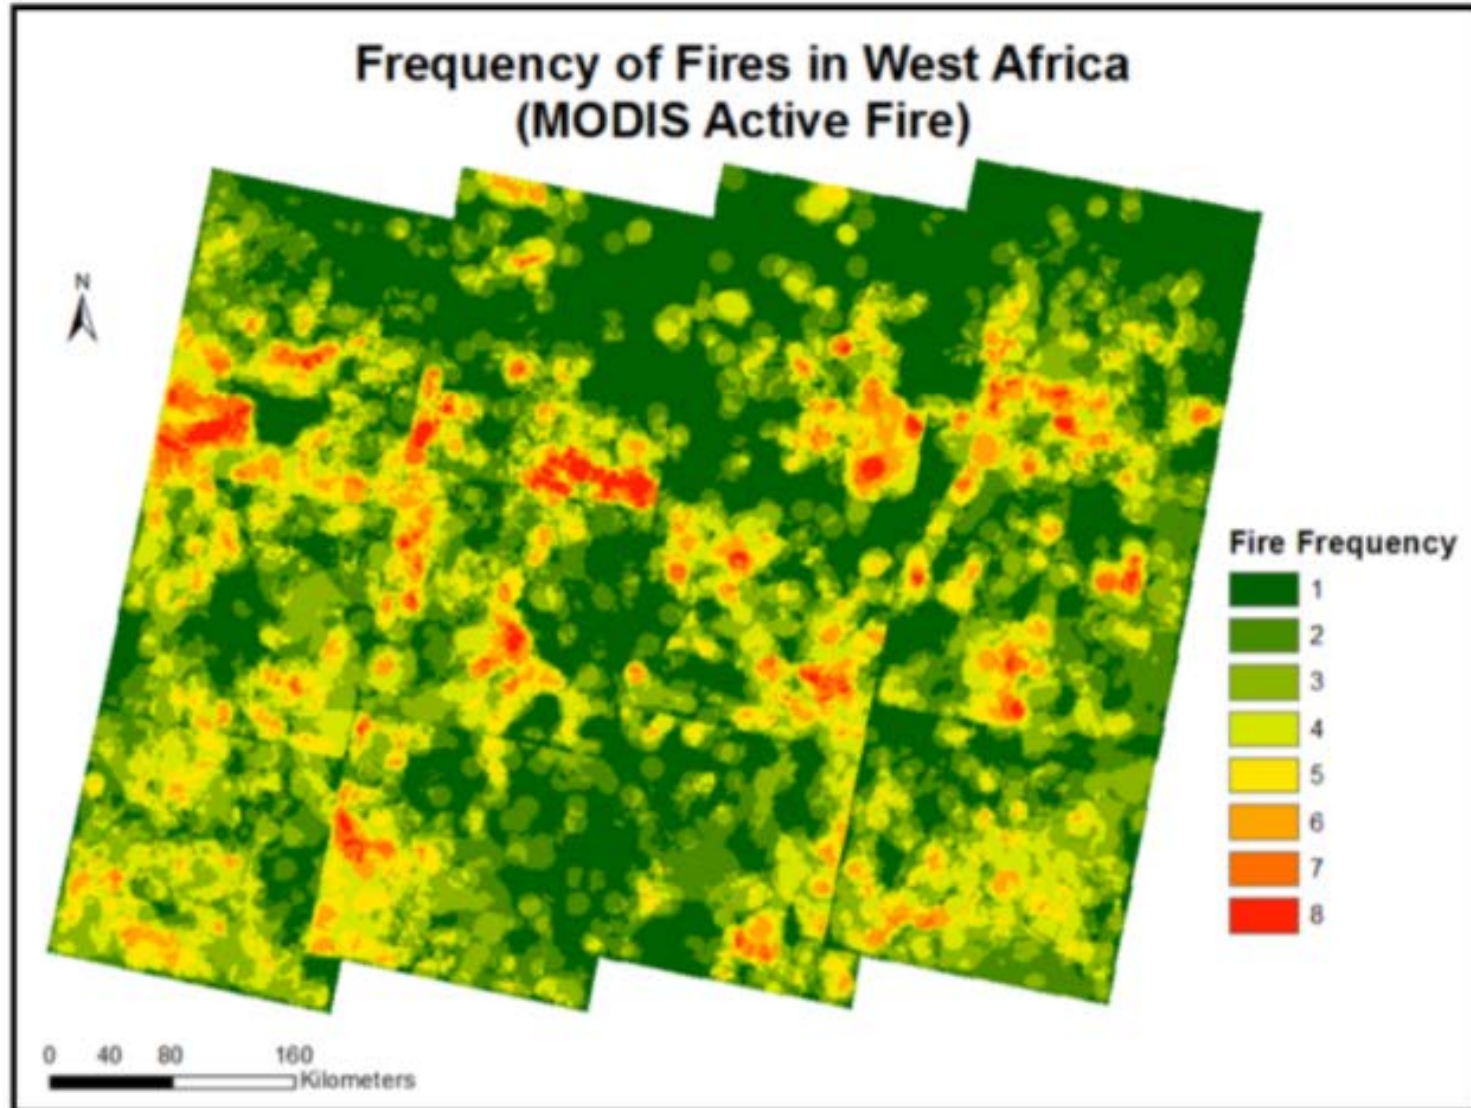 Frequency of Fires in West Africa
(MODIS Active Fire)
N
Fire Frequency
1
2
3
4
5
6
7
8
0 40 80 160
Kilometers